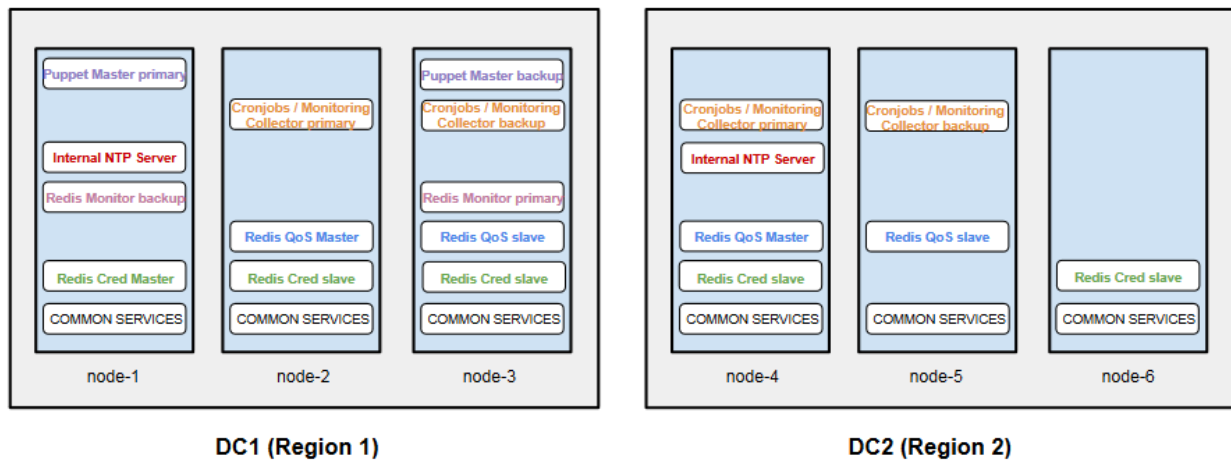 Puppet Master primary
Internal NTP Server
Redis Monitor backup
Redis Cred Master
COMMON SERVICES
node-1
Cronjobs / Monitoring
Collector primary
Redis QoS Master
Redis Cred slave
COMMON SERVICES
node-2
Puppet Master backup
Cronjobs / Monitoring
Collector backup
Redis Monitor primary
Redis QoS slave
Redis Cred slave
COMMON SERVICES
node-3
DC1 (Region 1)
Cronjobs / Monitoring
Collector primary
Internal NTP Server
Redis QoS Master
Redis Cred slave
COMMON SERVICES
node-4
Cronjobs / Monitoring
Collector backup
Redis QoS slave
COMMON SERVICES
node-5
Redis Cred slave
COMMON SERVICES
node-6
DC2 (Region 2)